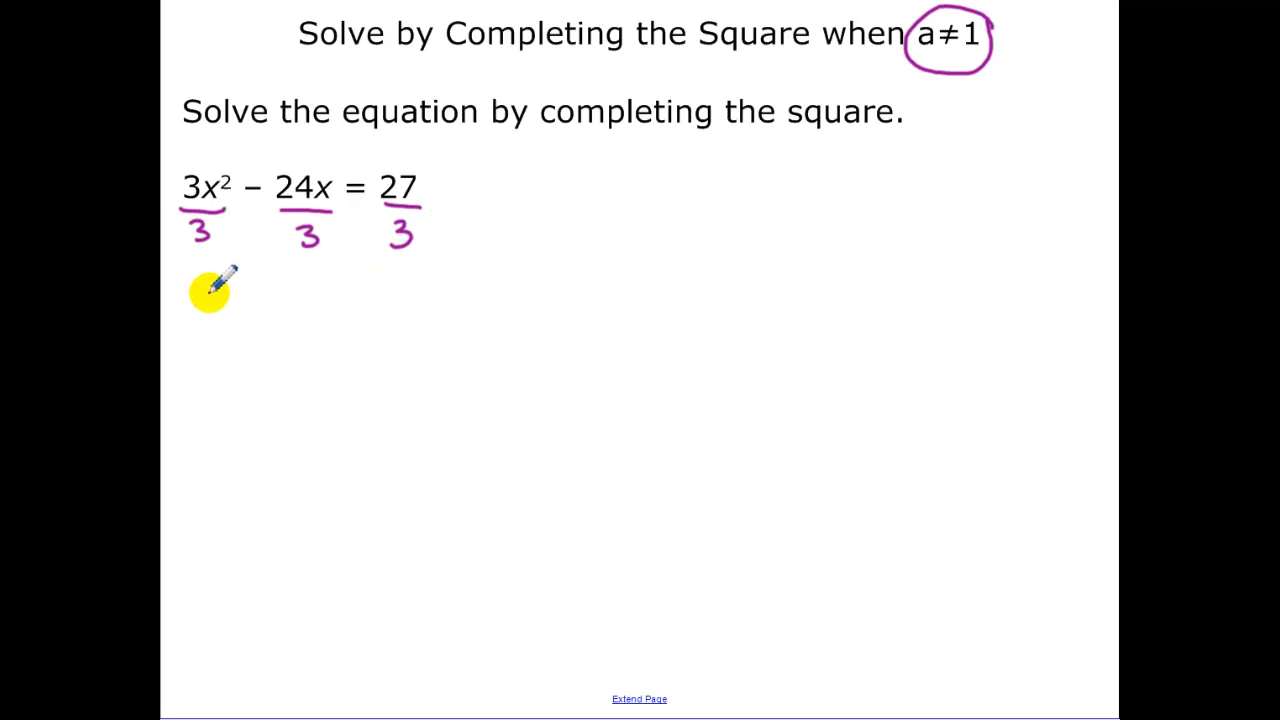 Solve by Completing the Square when a≠1
Solve the equation by completing the square.
3x² – 24x = 27
3 3 3
Extend Page